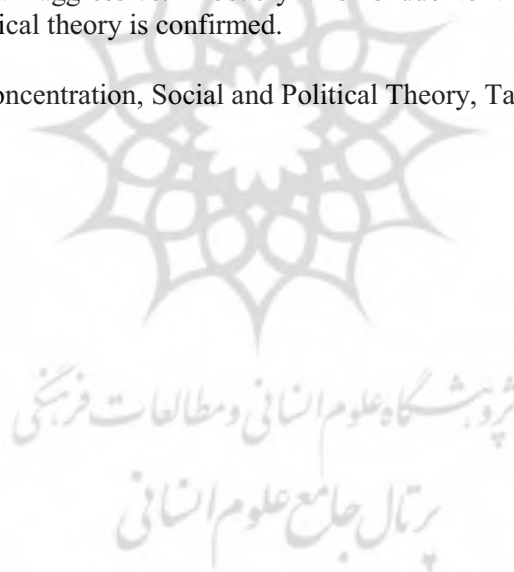 ical theory is confirmed.
oncentration, Social and Political Theory, Ta
پژوهشگاه علوم انسانی و مطالعات فرهنگی
پرتال جامع علوم انسانی